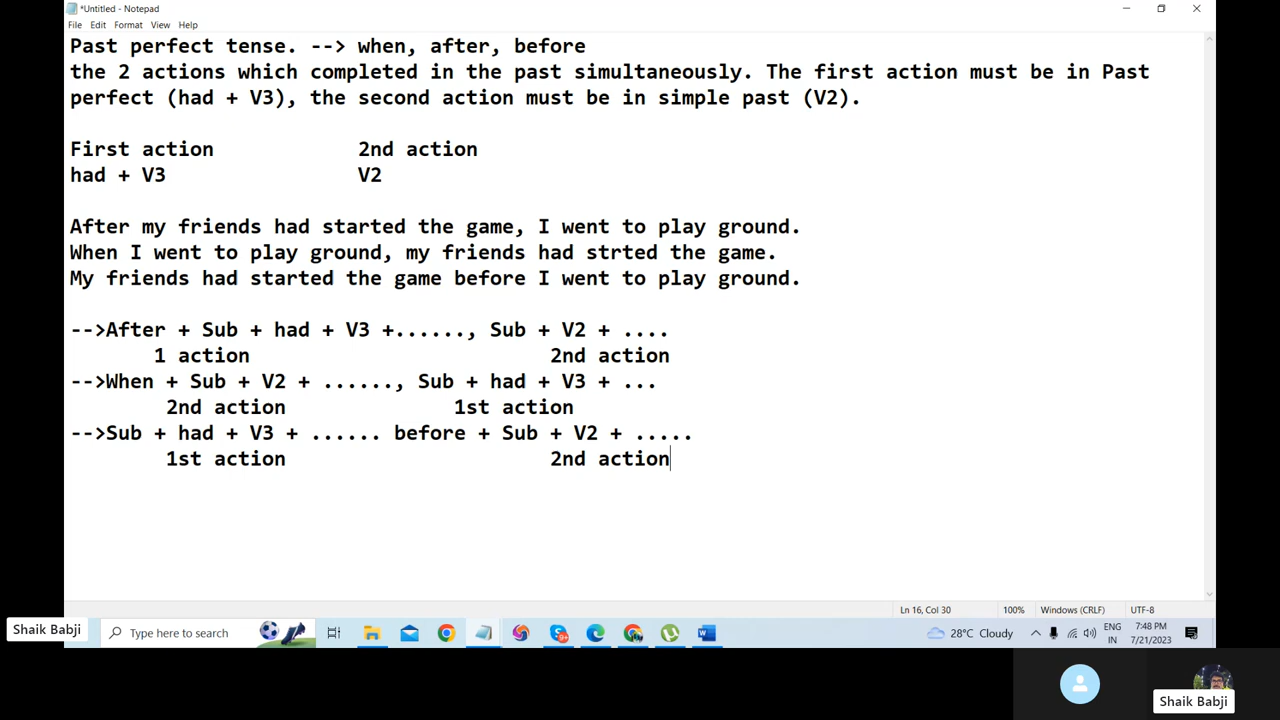 *Untitled - Notepad
File Edit Format View Help
Past perfect tense. --> when, after, before
the 2 actions which completed in the past simultaneously. The first action must be in Past
perfect (had + V3), the second action must be in simple past (V2).
First action 2nd action
had + V3 V2
After my friends had started the game, I went to play ground.
When I went to play ground, my friends had strted the game.
My friends had started the game before I went to play ground.
-->After + Sub + had + V3 +......, Sub + V2 + ....
1 action 2nd action
-->When + Sub + V2 + ......, Sub + had + V3 + ...
2nd action 1st action
-->Sub + had + V3 + ...... before + Sub + V2 + .....
1st action 2nd action
Ln 16, Col 30 100% Windows (CRLF) UTF-8
Shaik Babji
Type here to search
28°C Cloudy
ENG
IN
7:48 PM
7/21/2023
Shaik Babji